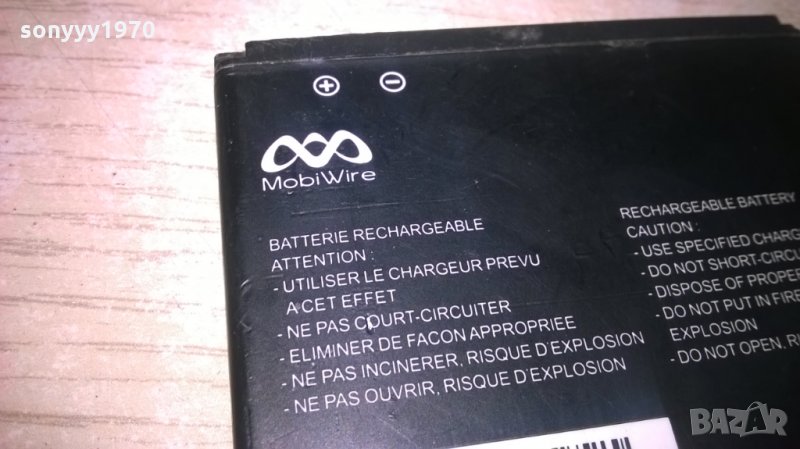 sonyyy1970
MobiWire
BATTERIE RECHARGEABLE
ATTENTION :
- UTILISER LE CHARGEUR PREVU
A CET EFFET
- NE PAS COURT-CIRCUITER
- ELIMINER DE FACON APPROPRIEE
- NE PAS INCINERER, RISQUE D'EXPLOSION
- NE PAS OUVRIR, RISQUE D'EXPLOSION
RECHARGEABLE BATTERY
CAUTION :
- USE SPECIFIED CHARG
- DO NOT SHORT-CIRCU
- DISPOSE OF PROPER
- DO NOT PUT IN FIRE
EXPLOSION
- DO NOT OPEN, RI
BAZAR